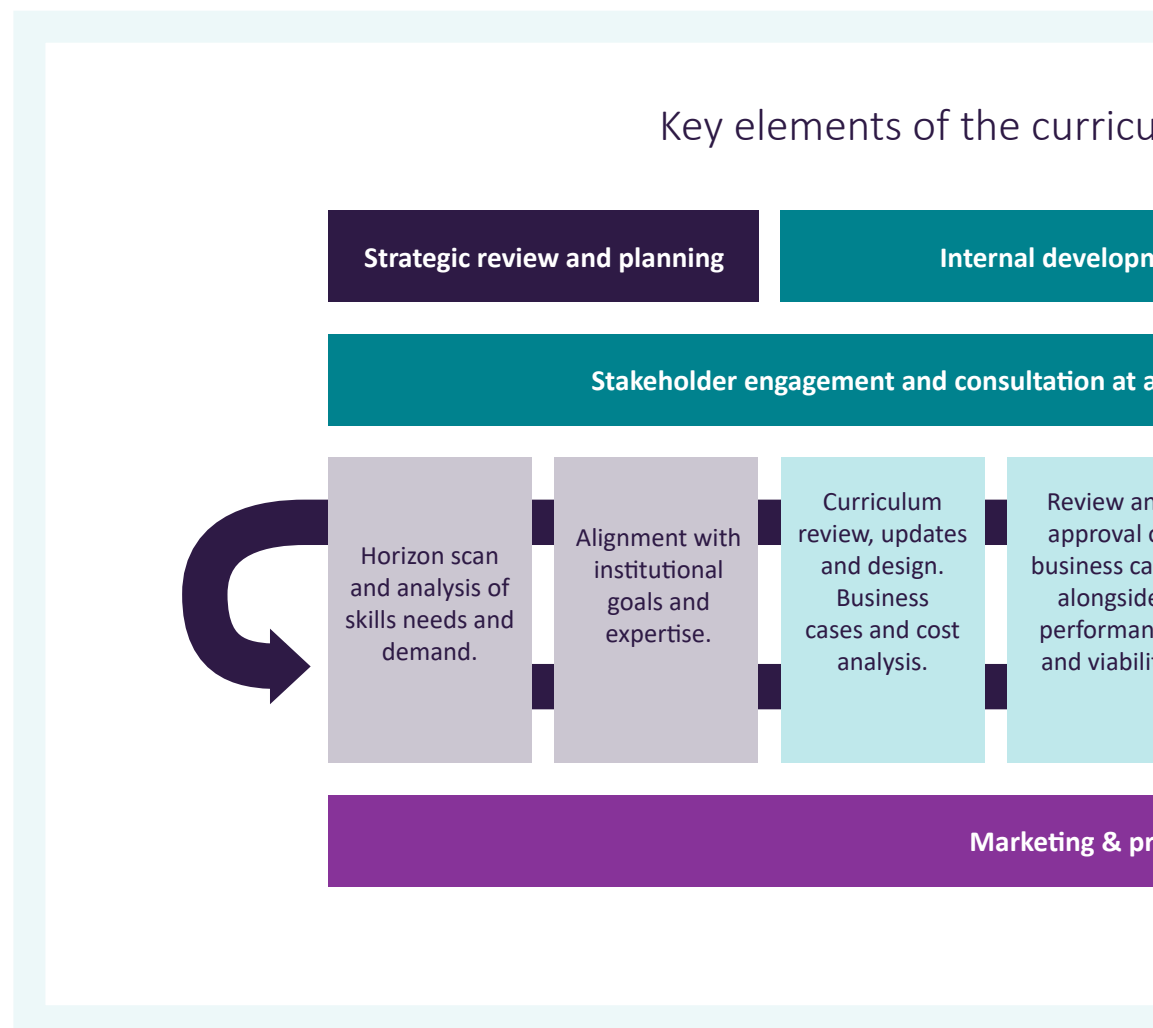 Key elements of the curricu
Strategic review and planning
Internal developm
Stakeholder engagement and consultation at a
Horizon scan
and analysis of
skills needs and
demand.
Alignment with
institutional
goals and
expertise.
Curriculum
review, updates
and design.
Business
cases and cost
analysis.
Review an
approval
business ca
alongside
performan
and viabili
Marketing & pr